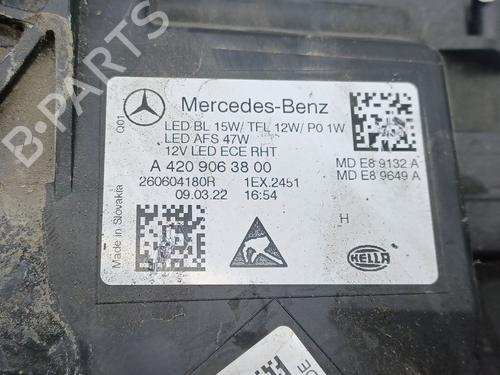 Mercedes-Benz
LED BL 15W/ TFL 12W/ PO 1W
LED AFS 47W
12V LED ECE RHT
A 420 906 38 00
260604180R 1EX.2451
09.03.22 16:54
MD E8 9132 A
MD E8 9649 A
H
HELLA
Q01
Made in Slovakia
B-PARTS
DE